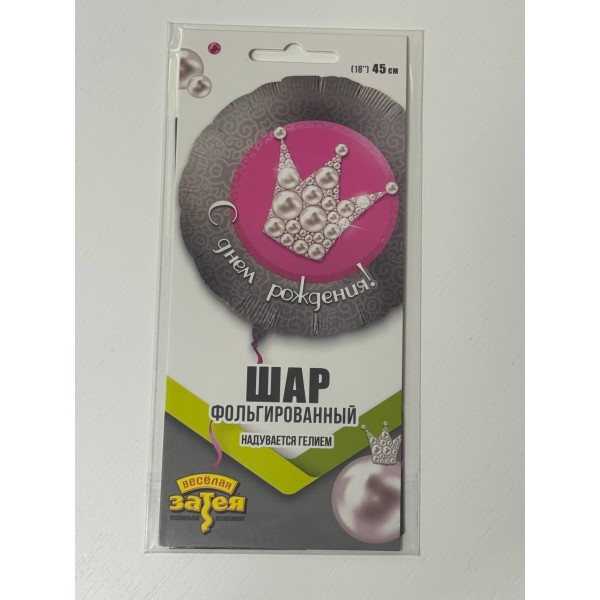 (18") 45 см
С днем рождения!
ШАР
ФОЛЬГИРОВАННЫЙ
НАДУВАЕТСЯ ГЕЛИЕМ
весёлая
затея